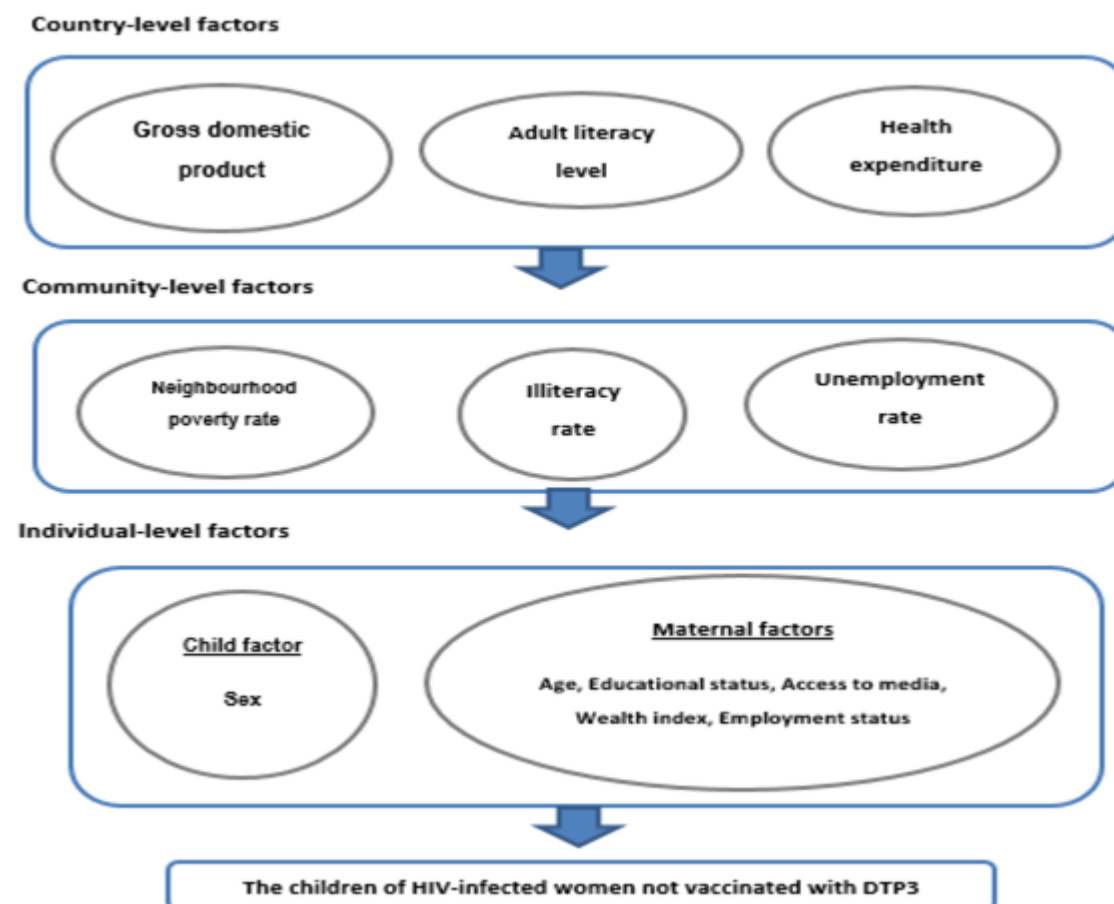 Country-level factors
Gross domestic
product
Adult literacy
level
Health
expenditure
Community-level factors
Neighbourhood
poverty rate
Illiteracy
rate
Unemployment
rate
Individual-level factors
Child factor
Sex
Maternal factors
Age, Educational status, Access to media,
Wealth index, Employment status
The children of HIV-infected women not vaccinated with DTP3